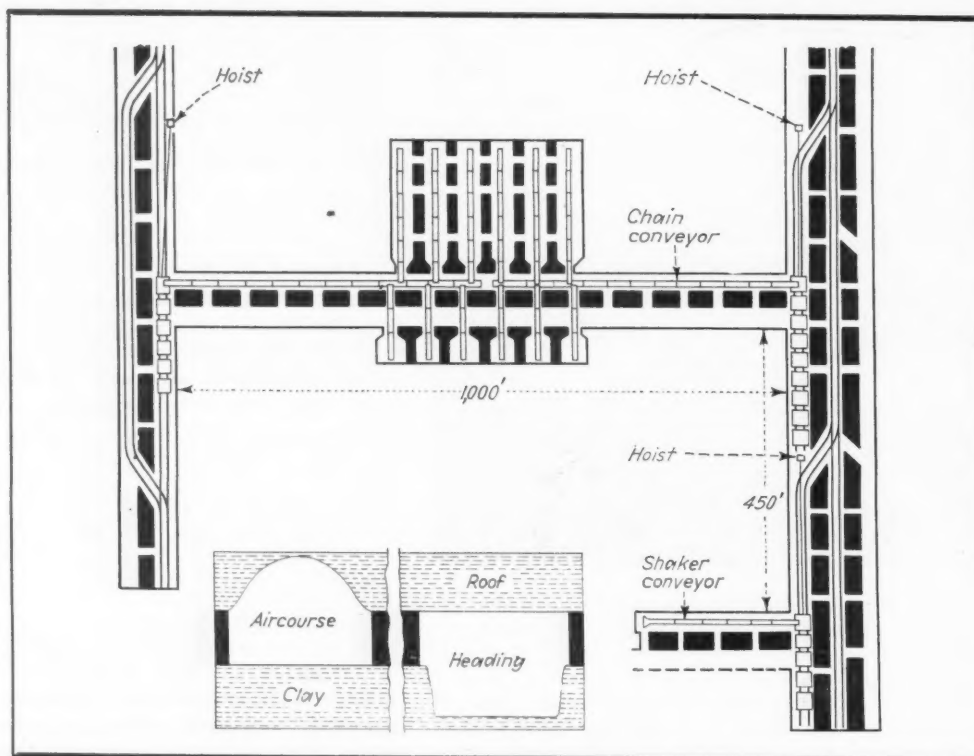 Hoist
Hoist
Chain
conveyor
1,000'
Hoist
450'
Shaker
conveyor
Roof
Aircourse
Heading
Clay